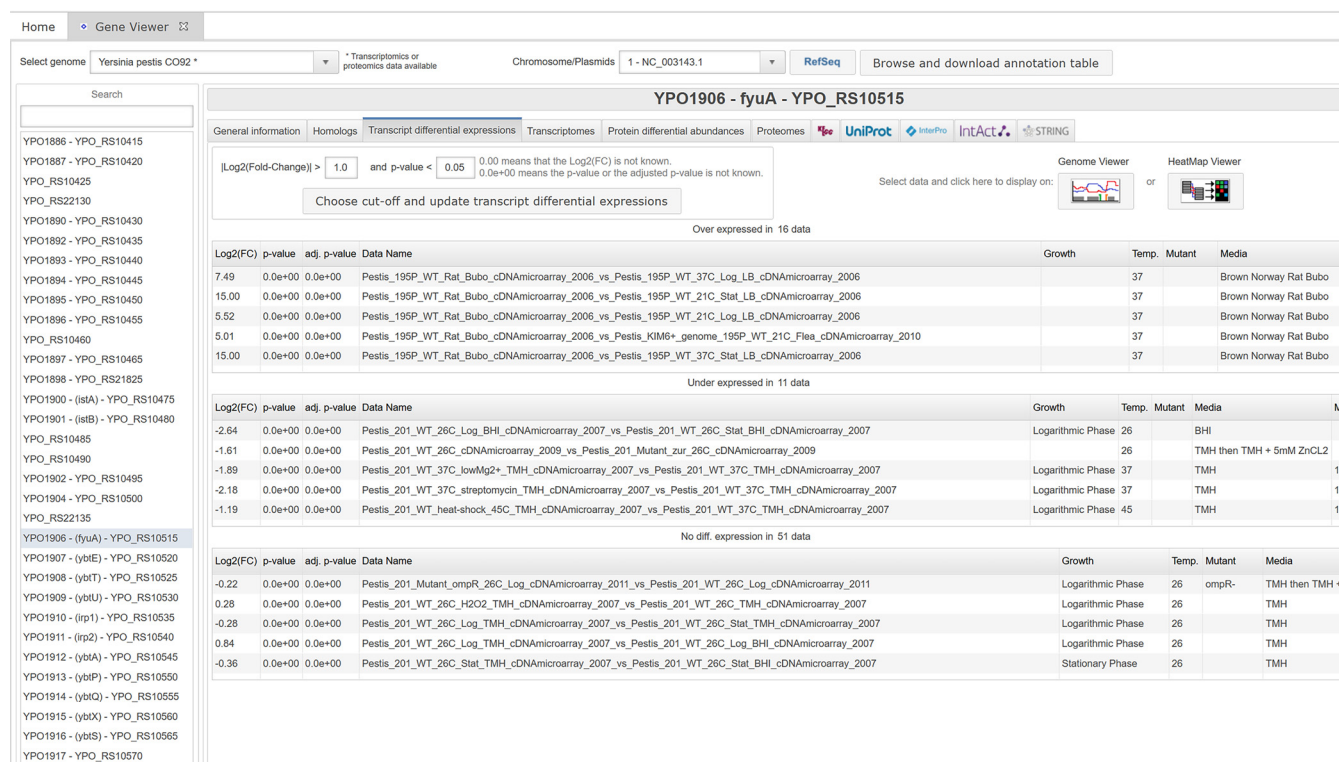 Home Gene Viewer
Select genome Yersinia pestis CO92 * * Transcriptomics or
proteomics data available Chromosome/Plasmids 1 - NC_003143.1 RefSeq Browse and download annotation table
Search
YPO1886 - YPO_RS10415
YPO1887 - YPO_RS10420
YPO_RS10425
YPO_RS22130
YPO1890 - YPO_RS10430
YPO1892 - YPO_RS10435
YPO1893 - YPO_RS10440
YPO1894 - YPO_RS10445
YPO1895 - YPO_RS10450
YPO1896 - YPO_RS10455
YPO_RS10460
YPO1897 - YPO_RS10465
YPO1898 - YPO_RS21825
YPO1900 - (istA) - YPO_RS10475
YPO1901 - (istB) - YPO_RS10480
YPO_RS10485
YPO_RS10490
YPO1902 - YPO_RS10495
YPO1904 - YPO_RS10500
YPO_RS22135
YPO1906 - (fyuA) - YPO_RS10515
YPO1907 - (ybtE) - YPO_RS10520
YPO1908 - (ybtT) - YPO_RS10525
YPO1909 - (ybtU) - YPO_RS10530
YPO1910 - (irp1) - YPO_RS10535
YPO1911 - (irp2) - YPO_RS10540
YPO1912 - (ybtA) - YPO_RS10545
YPO1913 - (ybtP) - YPO_RS10550
YPO1914 - (ybtQ) - YPO_RS10555
YPO1915 - (ybtX) - YPO_RS10560
YPO1916 - (ybtS) - YPO_RS10565
YPO1917 - YPO_RS10570
YPO1906 - fyuA - YPO_RS10515
General information Homologs Transcript differential expressions Transcriptomes Protein differential abundances Proteomes UniProt InterPro IntAct STRING
|Log2(Fold-Change)| > 1.0 and p-value < 0.05 0.00 means that the Log2(FC) is not known.
0.0e+00 means the p-value or the adjusted p-value is not known.
Choose cut-off and update transcript differential expressions
Select data and click here to display on: Genome Viewer or HeatMap Viewer
Over expressed in 16 data
Log2(FC) p-value adj. p-value Data Name Growth Temp. Mutant Media
7.49 0.0e+00 0.0e+00 Pestis_195P_WT_Rat_Bubo_cDNAmicroarray_2006_vs_Pestis_195P_WT_37C_Log_LB_cDNAmicroarray_2006 37 Brown Norway Rat Bubo
15.00 0.0e+00 0.0e+00 Pestis_195P_WT_Rat_Bubo_cDNAmicroarray_2006_vs_Pestis_195P_WT_21C_Stat_LB_cDNAmicroarray_2006 37 Brown Norway Rat Bubo
5.52 0.0e+00 0.0e+00 Pestis_195P_WT_Rat_Bubo_cDNAmicroarray_2006_vs_Pestis_195P_WT_21C_Log_LB_cDNAmicroarray_2006 37 Brown Norway Rat Bubo
5.01 0.0e+00 0.0e+00 Pestis_195P_WT_Rat_Bubo_cDNAmicroarray_2006_vs_Pestis_KIM6+_genome_195P_WT_21C_Flea_cDNAmicroarray_2010 37 Brown Norway Rat Bubo
15.00 0.0e+00 0.0e+00 Pestis_195P_WT_Rat_Bubo_cDNAmicroarray_2006_vs_Pestis_195P_WT_37C_Stat_LB_cDNAmicroarray_2006 37 Brown Norway Rat Bubo
Under expressed in 11 data
Log2(FC) p-value adj. p-value Data Name Growth Temp. Mutant Media
-2.64 0.0e+00 0.0e+00 Pestis_201_WT_26C_Log_BHI_cDNAmicroarray_2007_vs_Pestis_201_WT_26C_Stat_BHI_cDNAmicroarray_2007 Logarithmic Phase 26 BHI
-1.61 0.0e+00 0.0e+00 Pestis_201_WT_26C_cDNAmicroarray_2009_vs_Pestis_201_Mutant_zur_26C_cDNAmicroarray_2009 26 TMH then TMH + 5mM ZnCL2
-1.89 0.0e+00 0.0e+00 Pestis_201_WT_37C_lowMg2+_TMH_cDNAmicroarray_2007_vs_Pestis_201_WT_37C_TMH_cDNAmicroarray_2007 Logarithmic Phase 37 TMH 1
-2.18 0.0e+00 0.0e+00 Pestis_201_WT_37C_streptomycin_TMH_cDNAmicroarray_2007_vs_Pestis_201_WT_37C_TMH_cDNAmicroarray_2007 Logarithmic Phase 37 TMH 1
-1.19 0.0e+00 0.0e+00 Pestis_201_WT_heat-shock_45C_TMH_cDNAmicroarray_2007_vs_Pestis_201_WT_37C_TMH_cDNAmicroarray_2007 Logarithmic Phase 45 TMH 1
No diff. expression in 51 data
Log2(FC) p-value adj. p-value Data Name Growth Temp. Mutant Media
-0.22 0.0e+00 0.0e+00 Pestis_201_Mutant_ompR_26C_Log_cDNAmicroarray_2011_vs_Pestis_201_WT_26C_Log_cDNAmicroarray_2011 Logarithmic Phase 26 ompR- TMH then TMH +
0.28 0.0e+00 0.0e+00 Pestis_201_WT_26C_H2O2_TMH_cDNAmicroarray_2007_vs_Pestis_201_WT_26C_TMH_cDNAmicroarray_2007 Logarithmic Phase 26 TMH
-0.28 0.0e+00 0.0e+00 Pestis_201_WT_26C_Log_TMH_cDNAmicroarray_2007_vs_Pestis_201_WT_26C_Stat_TMH_cDNAmicroarray_2007 Logarithmic Phase 26 TMH
0.84 0.0e+00 0.0e+00 Pestis_201_WT_26C_Log_TMH_cDNAmicroarray_2007_vs_Pestis_201_WT_26C_Log_BHI_cDNAmicroarray_2007 Logarithmic Phase 26 TMH
-0.36 0.0e+00 0.0e+00 Pestis_201_WT_26C_Stat_TMH_cDNAmicroarray_2007_vs_Pestis_201_WT_26C_Stat_BHI_cDNAmicroarray_2007 Stationary Phase 26 TMH